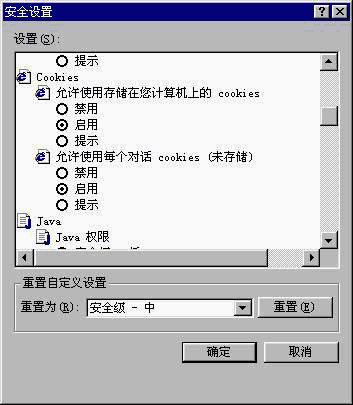 安全设置
设置(S):
提示
Cookies
允许使用存储在您计算机上的 cookies
禁用
启用
提示
允许使用每个对话 cookies (未存储)
禁用
启用
提示
Java
Java 权限
重置自定义设置
重置为(R): 安全级 - 中 重置(E)
确定 取消